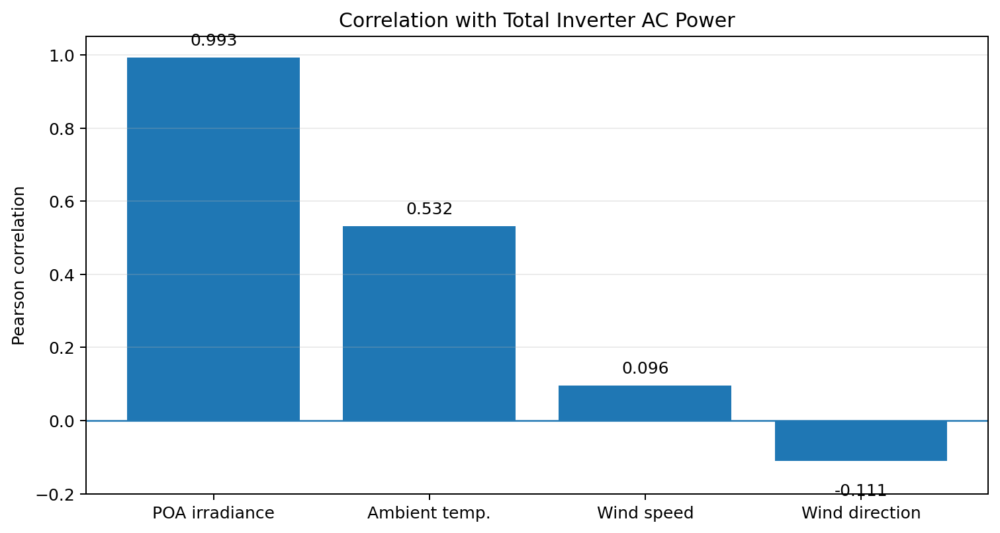 Correlation with Total Inverter AC Power
0.993
1.0
0.8
0.6
0.532
0.4
0.2
0.096
0.0
−0.2
-0.111
Pearson correlation
POA irradiance
Ambient temp.
Wind speed
Wind direction